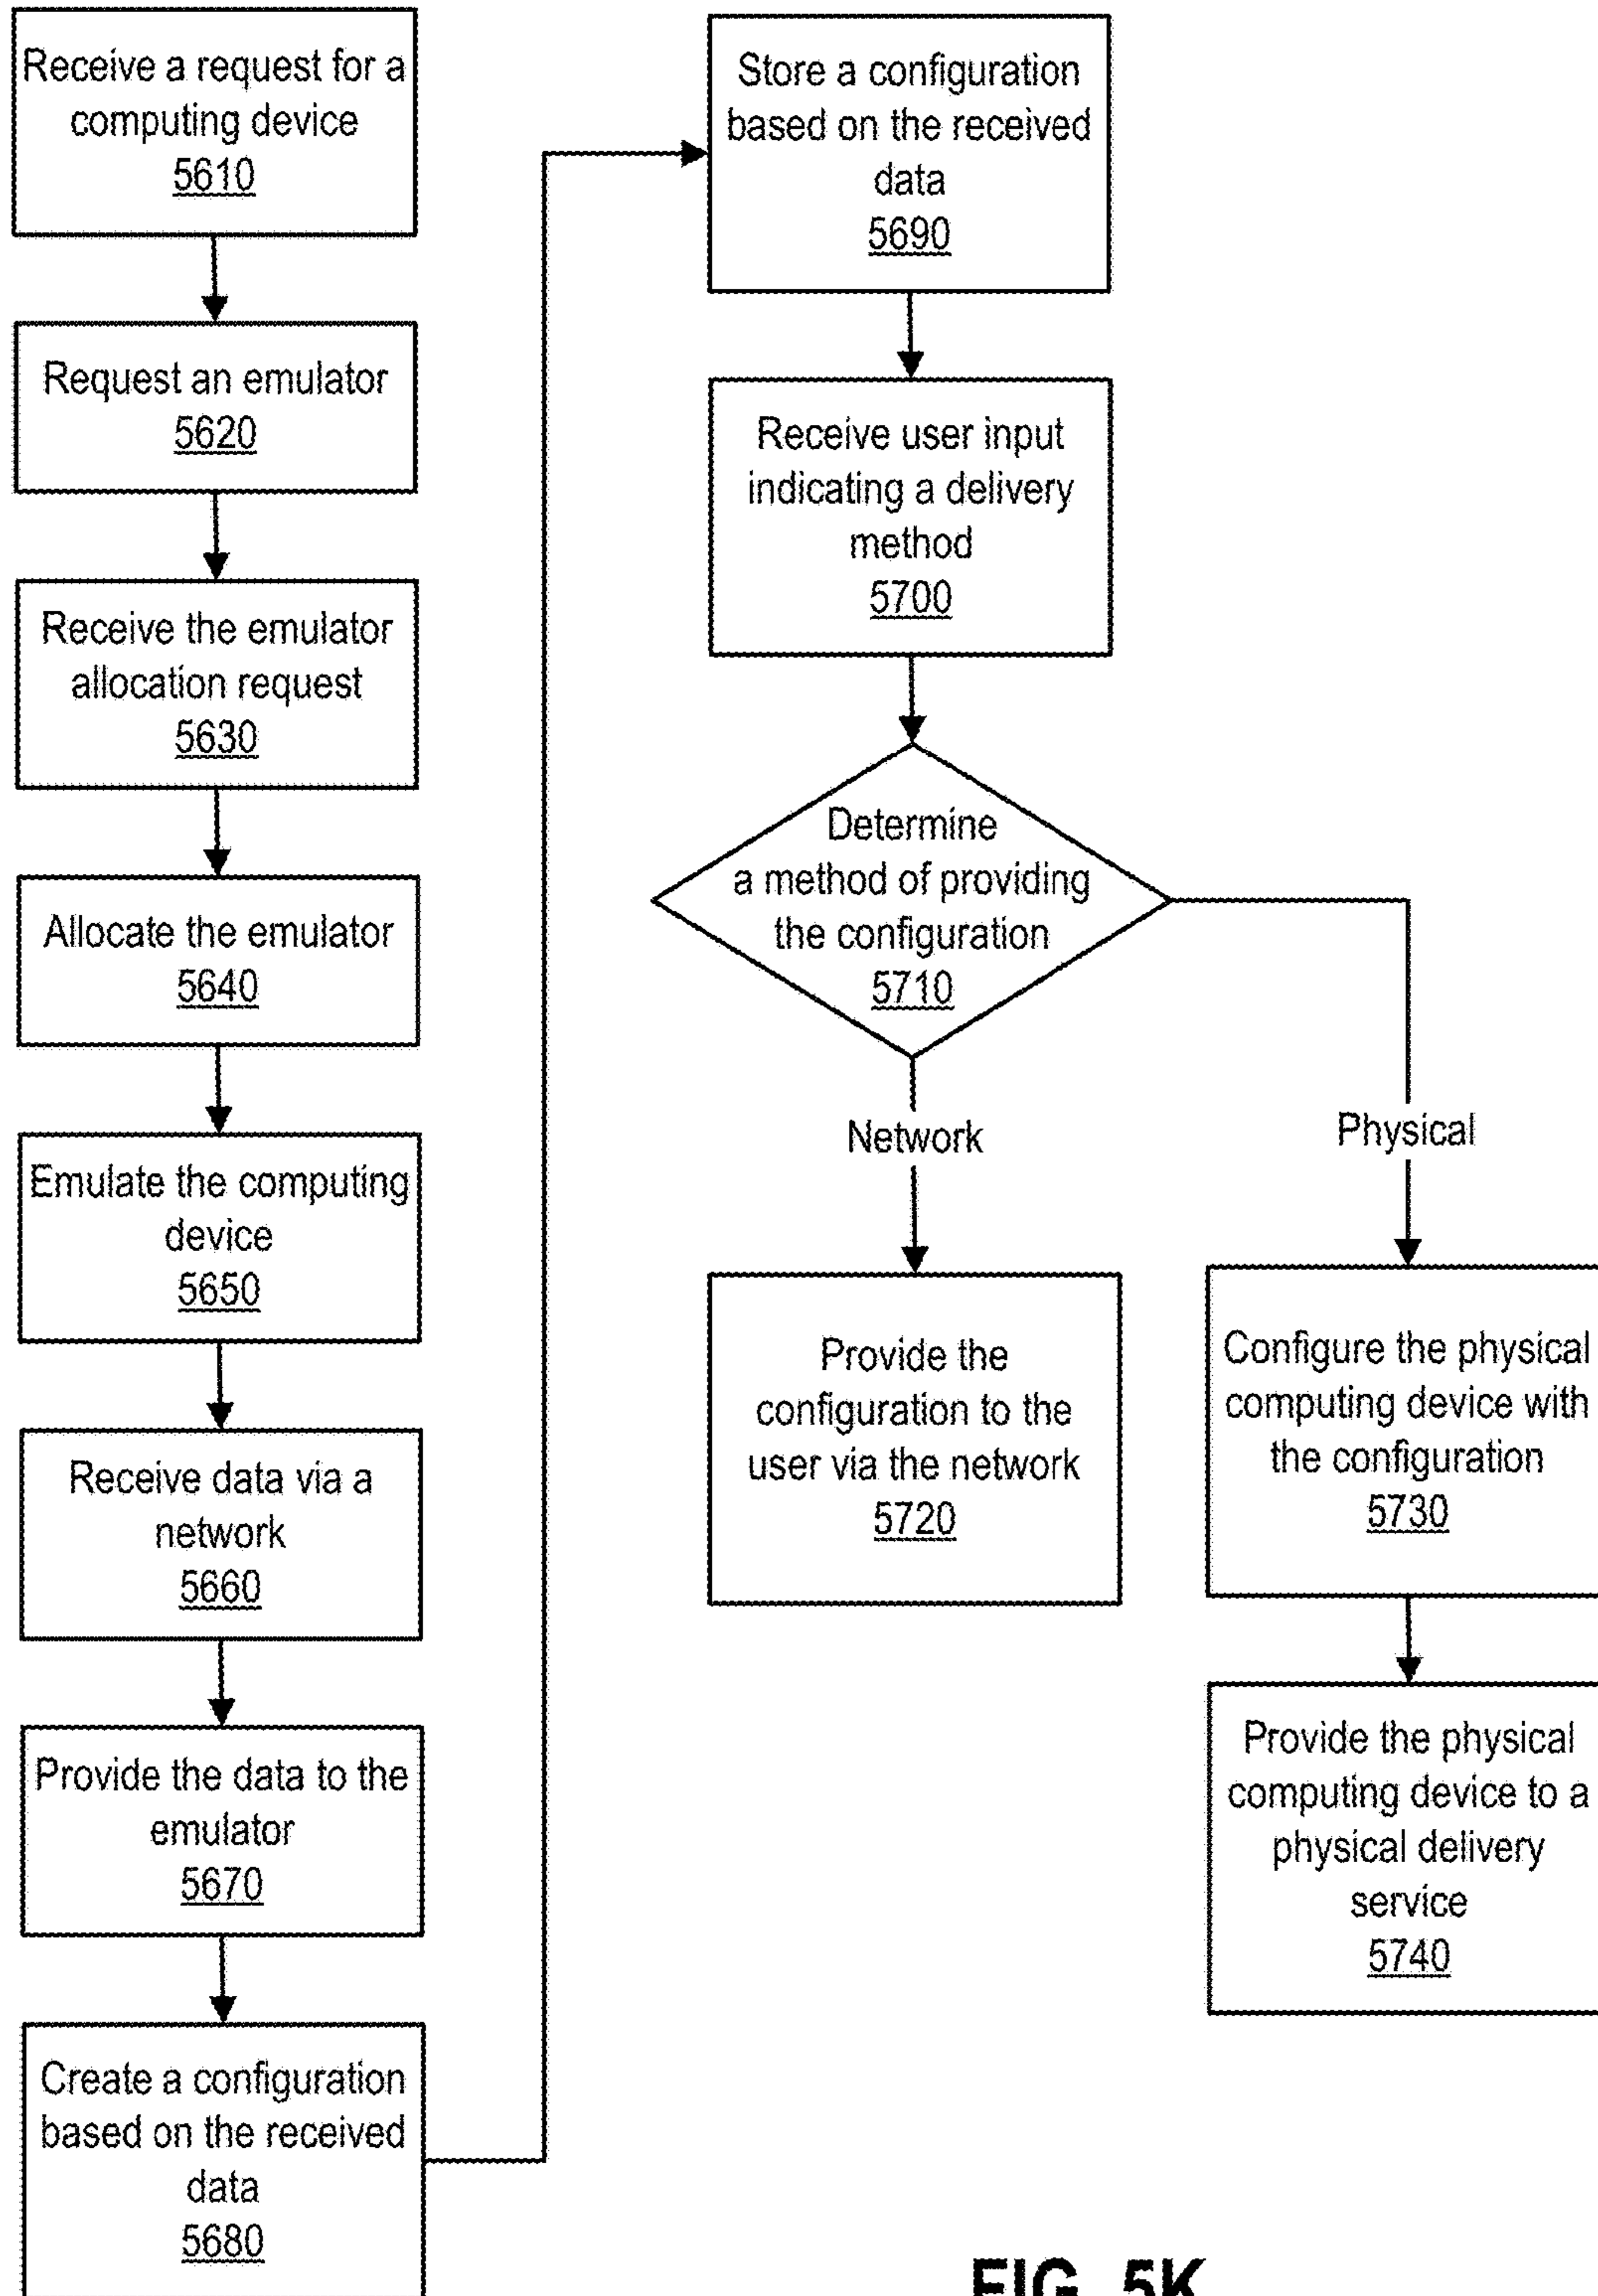 Receive a request for a
computing device
5610
Request an emulator
5620
Receive the emulator
allocation request
5630
Allocate the emulator
5640
Emulate the computing
device
5650
Receive data via a
network
5660
Provide the data to the
emulator
5670
Create a configuration
based on the received
data
5680
Store a configuration
based on the received
data
5690
Receive user input
indicating a delivery
method
5700
Determine
a method of providing
the configuration
5710
Network
Physical
Provide the
configuration to the
user via the network
5720
Configure the physical
computing device with
the configuration
5730
Provide the physical
computing device to a
physical delivery
service
5740
FIG. 5K